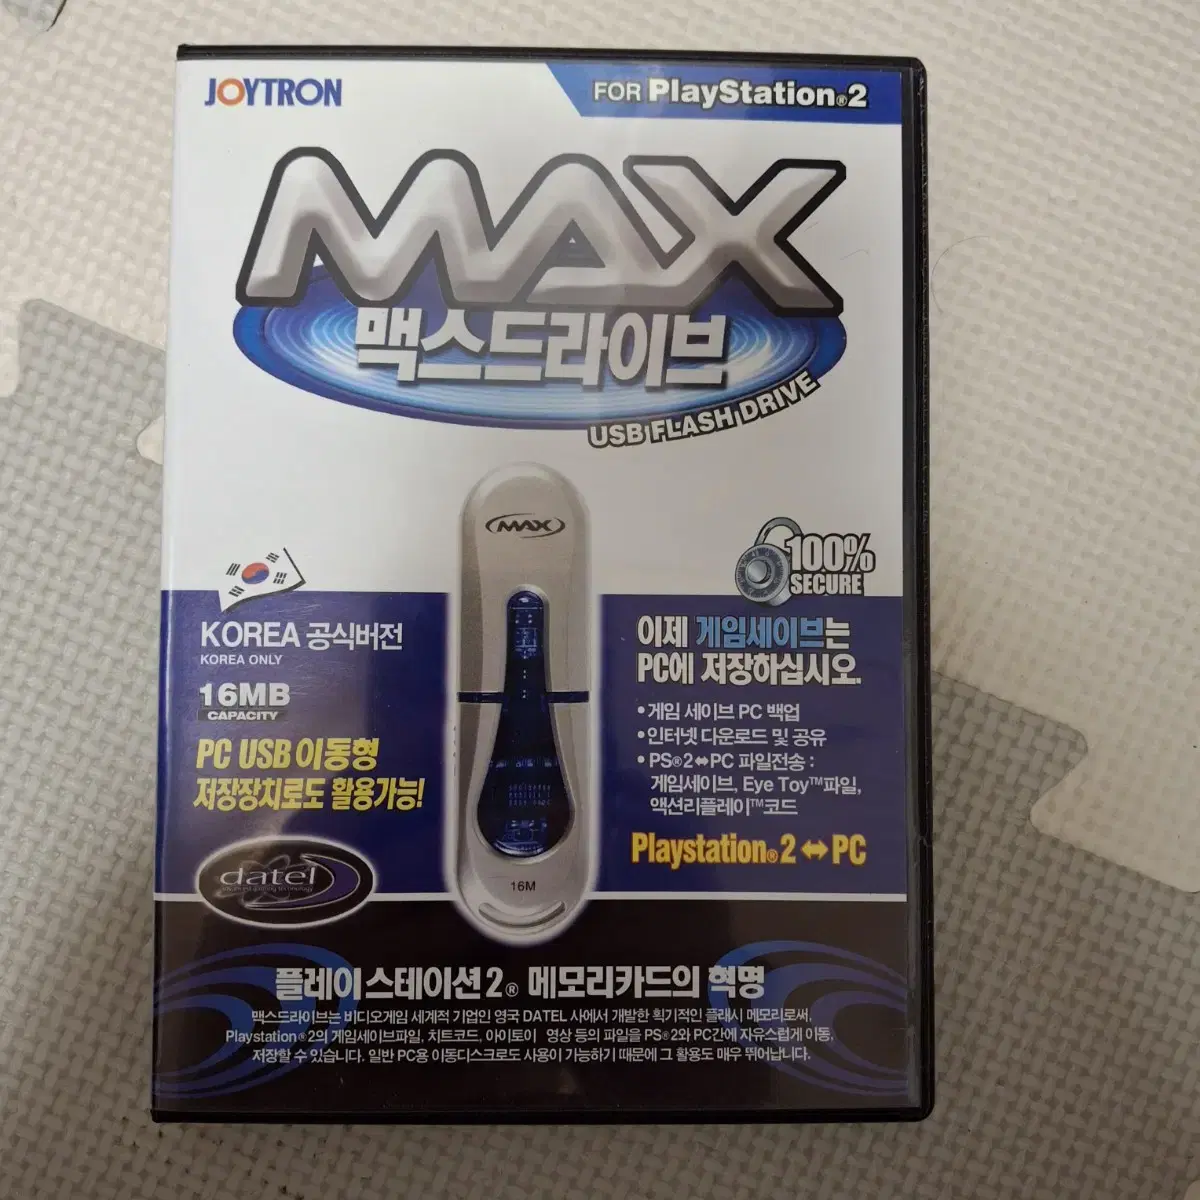 JOYTRON
FOR PlayStation®2
MAX
맥스드라이브
USB FLASH DRIVE
MAX
100%
SECURE
KOREA 공식버전
KOREA ONLY
16MB
CAPACITY
PC USB 이동형
저장장치로도 활용가능!
이제 게임세이브는
PC에 저장하십시오.
•게임 세이브 PC 백업
•인터넷 다운로드 및 공유
•PS®2↔PC 파일전송 :
게임세이브, Eye Toy™파일,
액션리플레이™코드
Playstation®2↔PC
datel
advanced gaming technology
16M
플레이스테이션2® 메모리카드의 혁명
맥스드라이브는 비디오게임 세계적 기업인 영국 DATEL 사에서 개발한 획기적인 플래시 메모리로써,
Playstation®2의 게임세이브파일, 치트코드, 아이토이 영상 등의 파일을 PS®2와 PC간에 자유스럽게 이동,
저장할 수 있습니다. 일반 PC용 이동디스크로도 사용이 가능하기 때문에 그 활용도 매우 뛰어납니다.